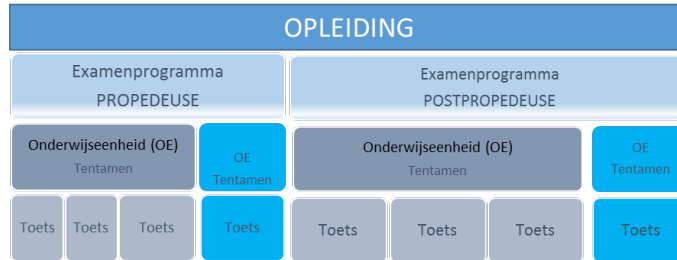 OPLEIDING
Examenprogramma
PROPEDEUSE
Examenprogramma
POSTPROPEDEUSE
Onderwijseenheid (OE)
Tentamen
OE
Tentamen
Onderwijseenheid (OE)
Tentamen
OE
Tentamen
Toets
Toets
Toets
Toets
Toets
Toets
Toets
Toets